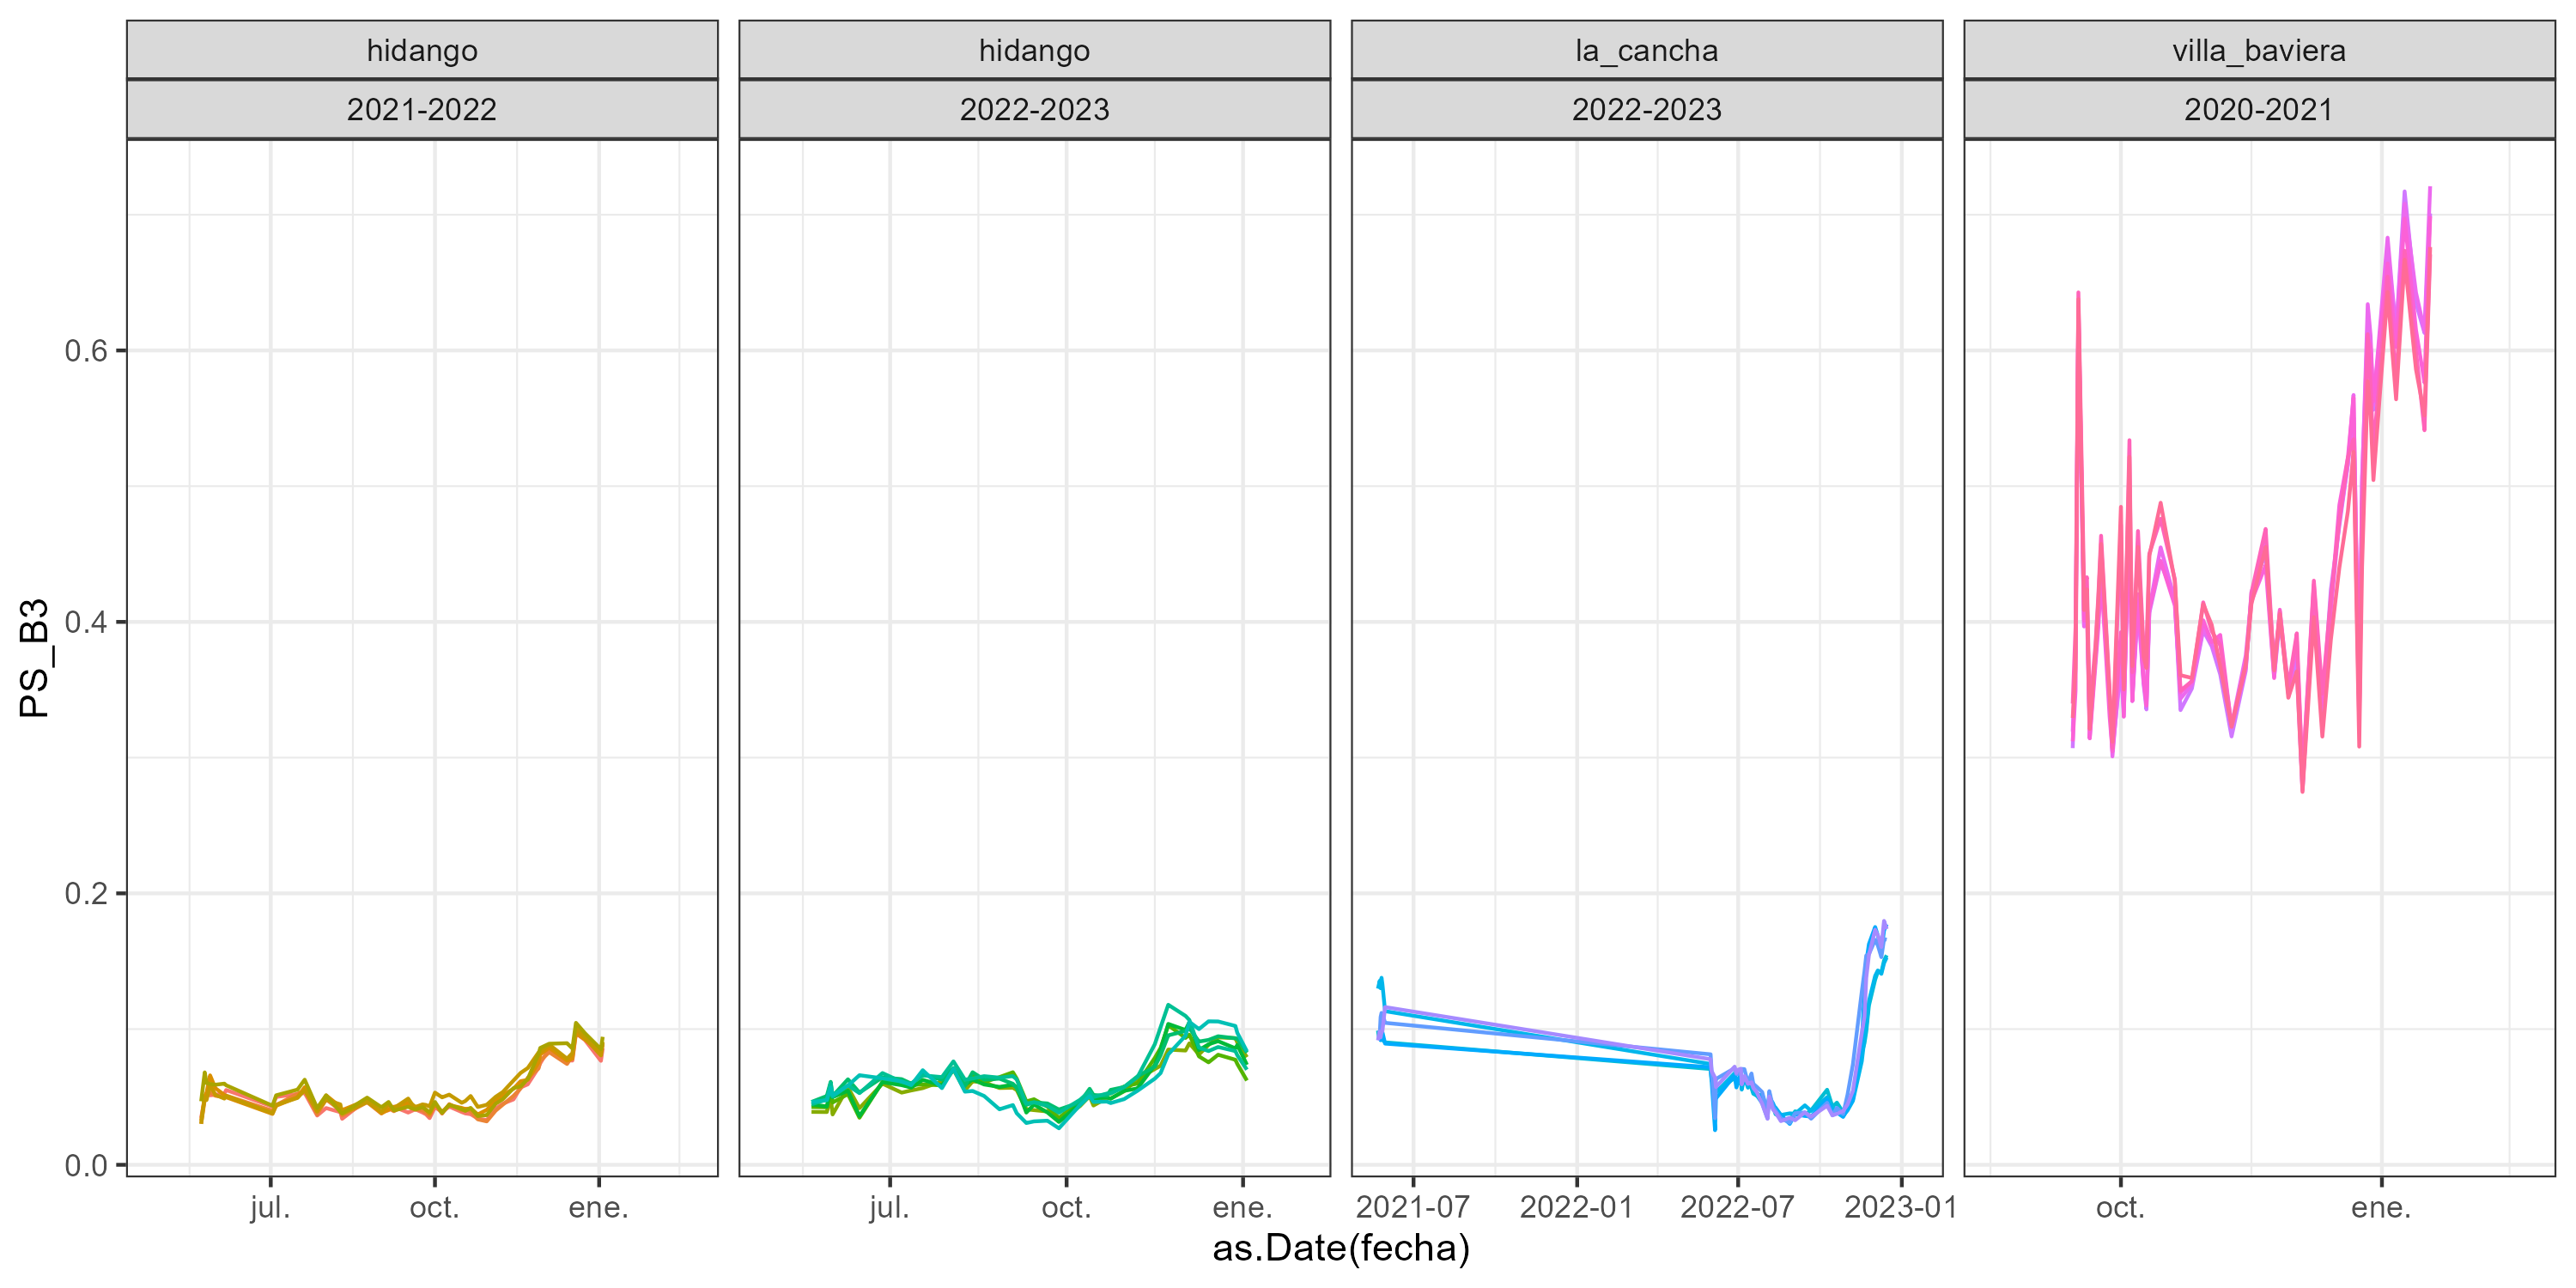 hidango
hidango
la_cancha
villa_baviera
2021-2022
2022-2023
2022-2023
2020-2021
PS_B3
0.6
0.4
0.2
0.0
jul.
oct.
ene.
jul.
oct.
ene.
2021-07
2022-01
2022-07
2023-01
oct.
ene.
as.Date(fecha)